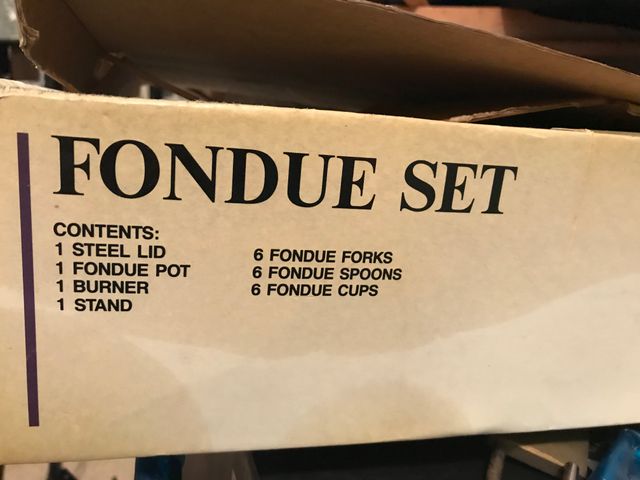 FONDUE SET
CONTENTS:
1 STEEL LID
1 FONDUE POT
1 BURNER
1 STAND
6 FONDUE FORKS
6 FONDUE SPOONS
6 FONDUE CUPS